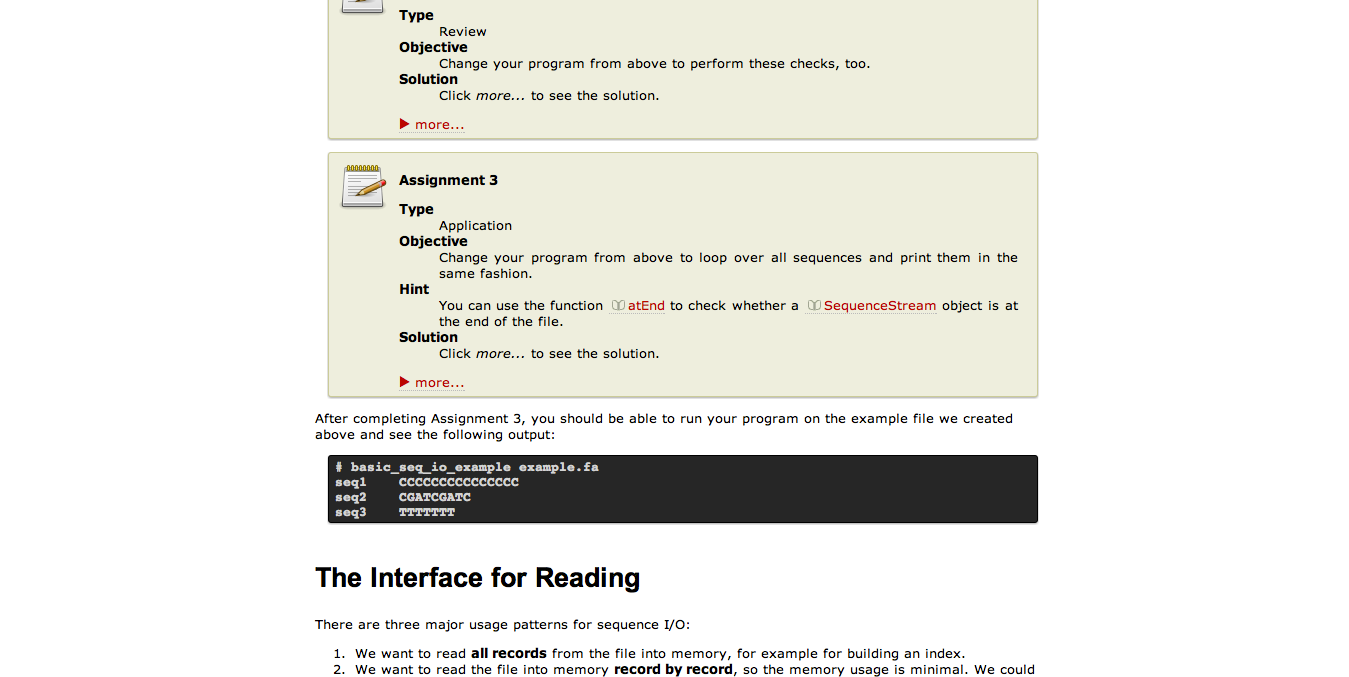 Type
Review
Objective
Change your program from above to perform these checks, too.
Solution
Click more... to see the solution.
▶ more...
Assignment 3
Type
Application
Objective
Change your program from above to loop over all sequences and print them in the
same fashion.
Hint
You can use the function atEnd to check whether a SequenceStream object is at
the end of the file.
Solution
Click more... to see the solution.
▶ more...
After completing Assignment 3, you should be able to run your program on the example file we created
above and see the following output:
# basic_seq_io_example example.fa
seq1    CCCCCCCCCCCCCCC
seq2    CGATCGATC
seq3    TTTTTTT
The Interface for Reading
There are three major usage patterns for sequence I/O:
1. We want to read all records from the file into memory, for example for building an index.
2. We want to read the file into memory record by record, so the memory usage is minimal. We could